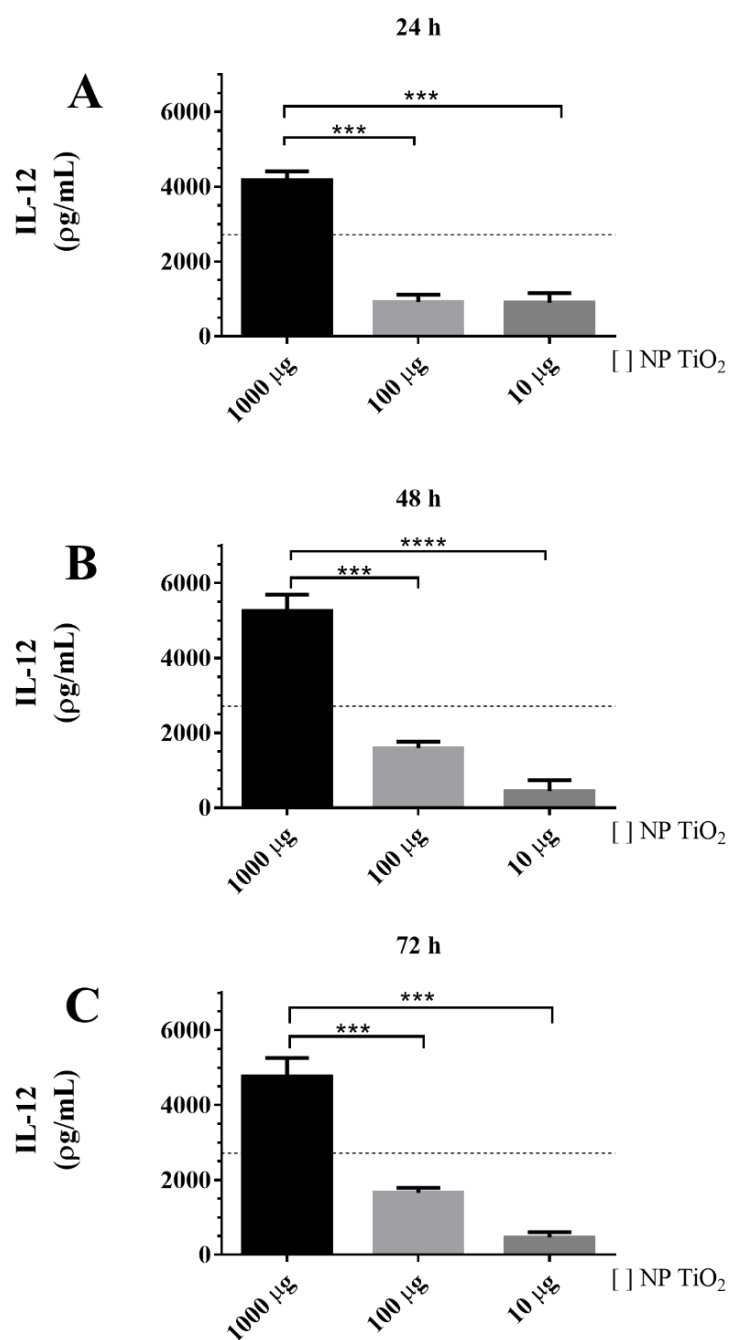 24 h
A
***
***
6000
4000
2000
0
IL-12
(ρg/mL)
1000 µg
100 µg
10 µg
[ ] NP TiO₂
48 h
B
****
***
6000
4000
2000
0
IL-12
(ρg/mL)
1000 µg
100 µg
10 µg
[ ] NP TiO₂
72 h
C
***
***
6000
4000
2000
0
IL-12
(ρg/mL)
1000 µg
100 µg
10 µg
[ ] NP TiO₂